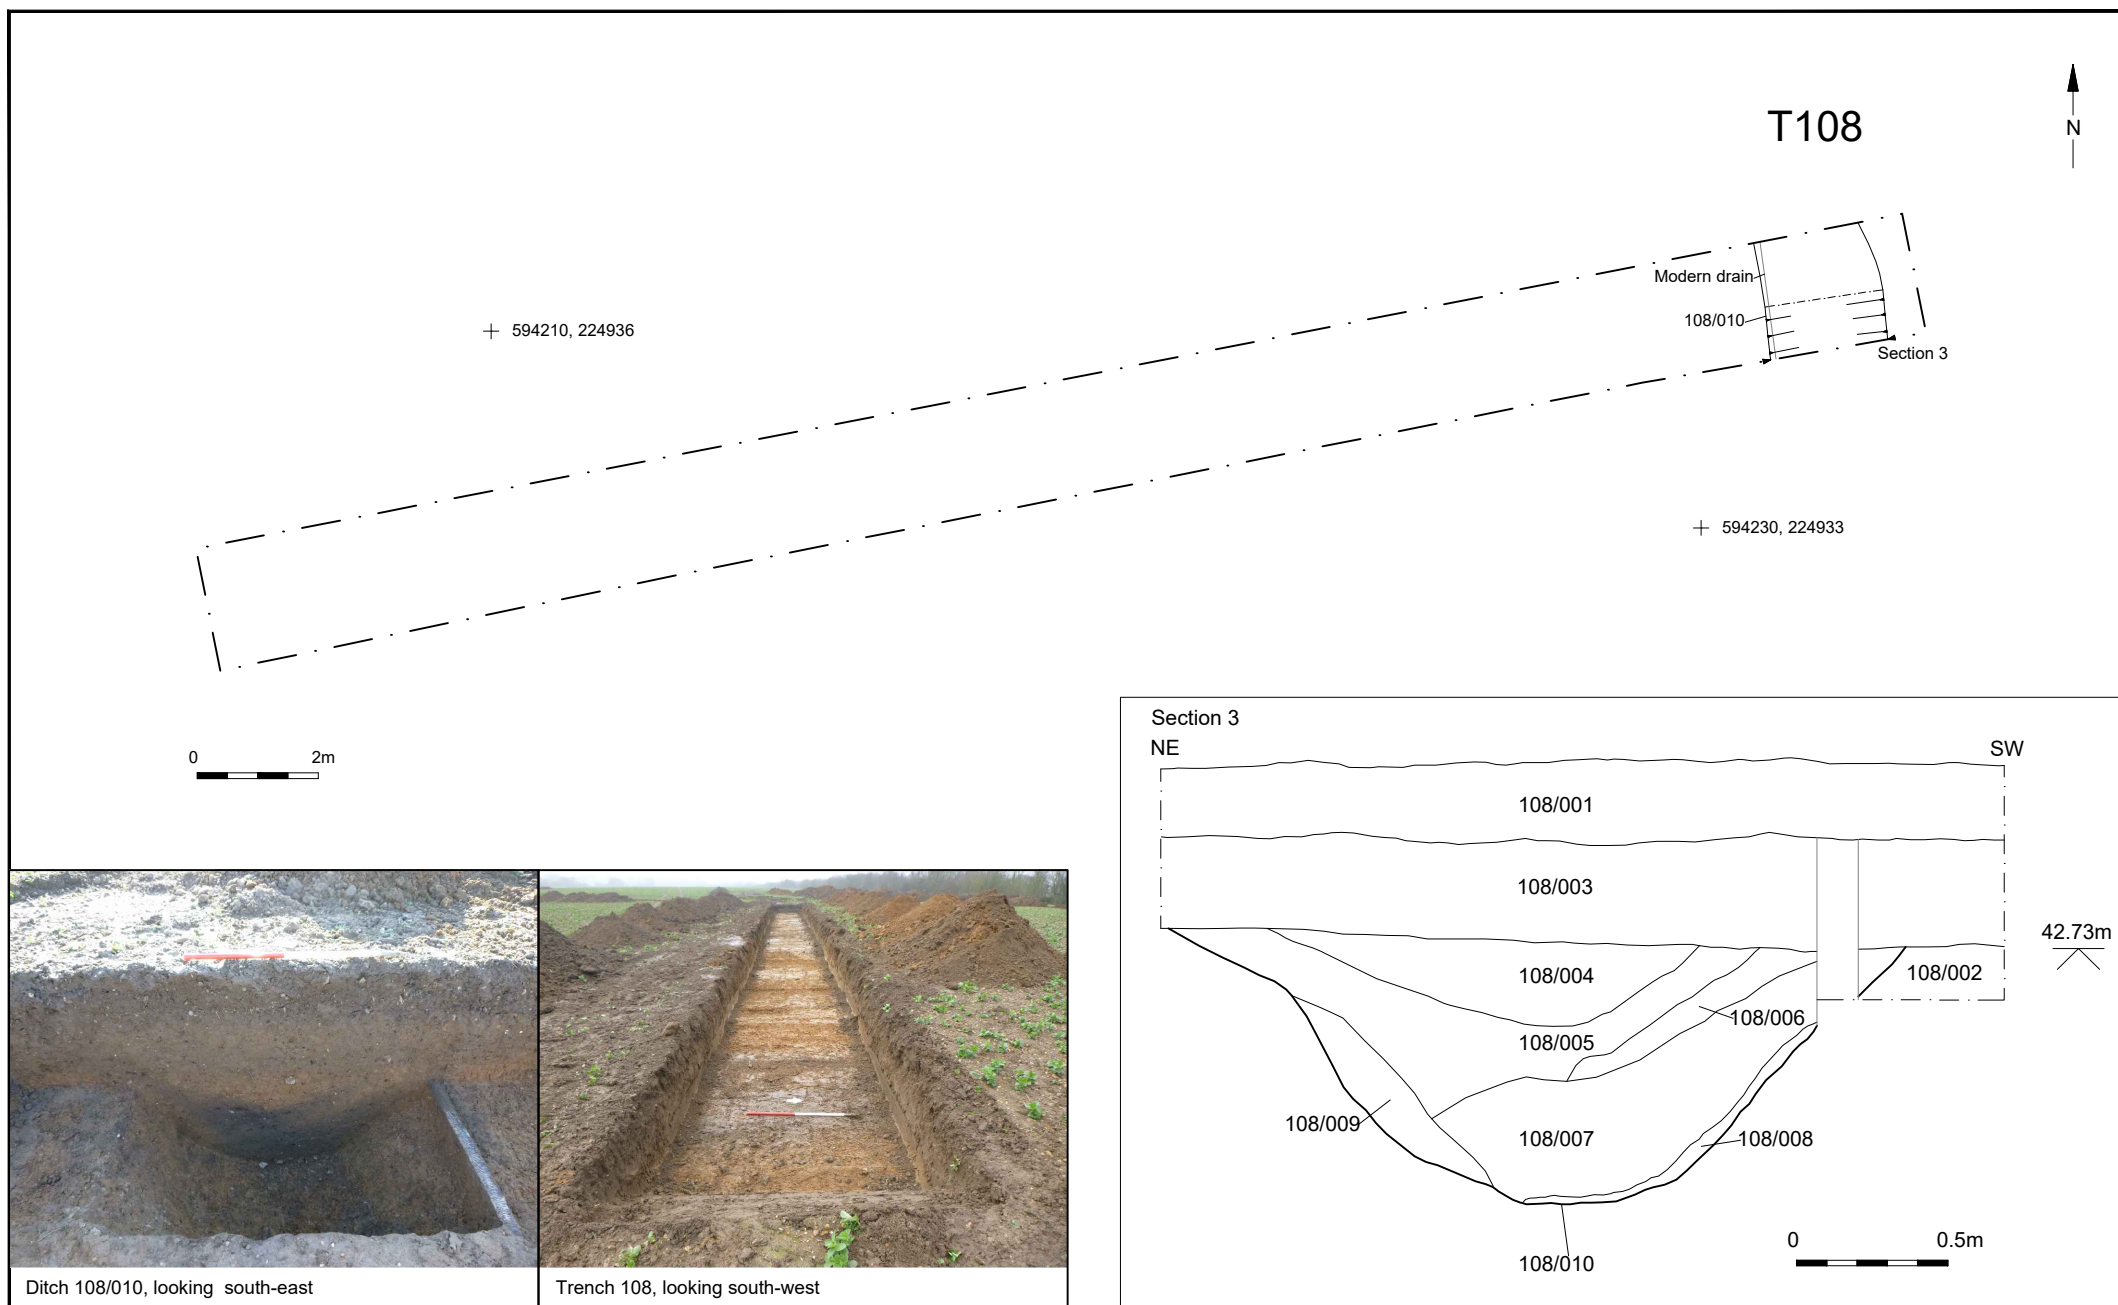 T108
N
Modern drain
108/010
Section 3
594210, 224936
594230, 224933
0 2m
Section 3
NE SW
108/001
108/003
42.73m
108/004
108/002
108/006
108/005
108/009
108/007
108/008
108/010
0 0.5m
Ditch 108/010, looking south-east
Trench 108, looking south-west